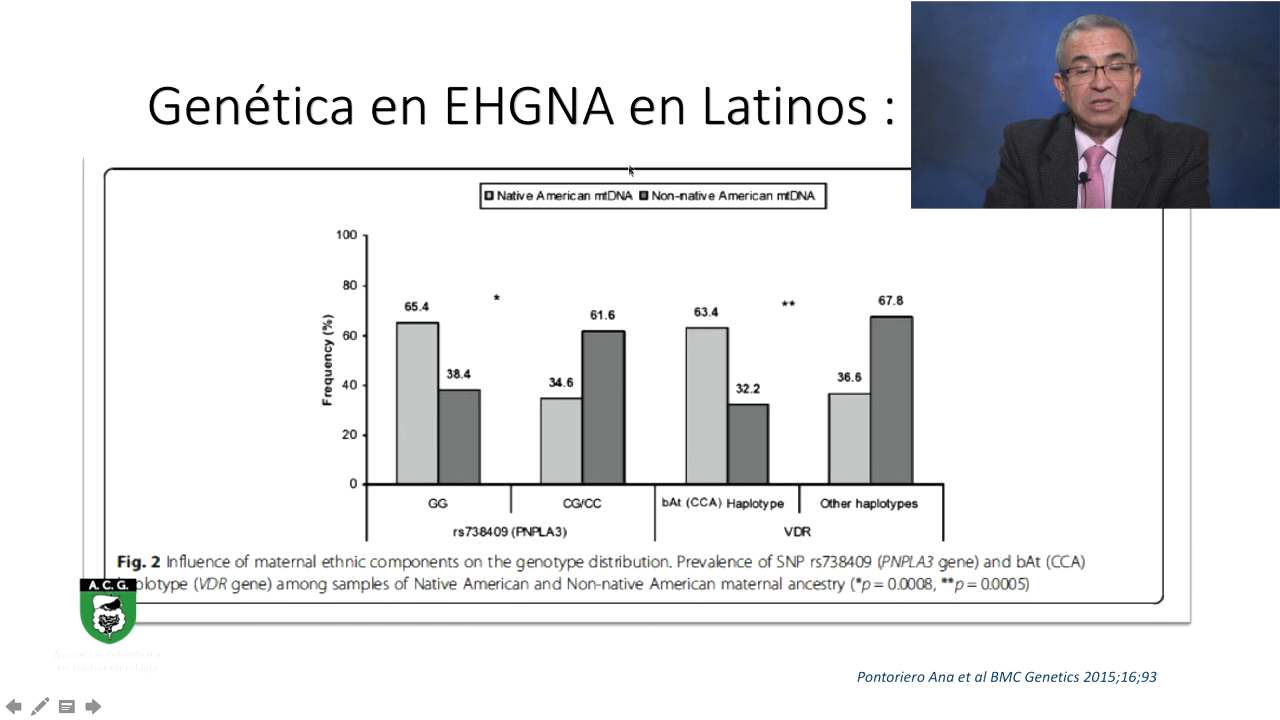 Genética en EHGNA en Latinos :
Native American mtDNA Non-native American mtDNA
100
80
60
40
20
0
Frequency (%)
65.4
38.4
*
34.6
61.6
63.4
32.2
**
36.6
67.8
GG
CG/CC
bAt (CCA) Haplotype
Other haplotypes
rs738409 (PNPLA3)
VDR
Fig. 2 Influence of maternal ethnic components on the genotype distribution. Prevalence of SNP rs738409 (PNPLA3 gene) and bAt (CCA)
plotype (VDR gene) among samples of Native American and Non-native American maternal ancestry (*p = 0.0008, **p = 0.0005)
A.C.G.
Asociación Colombiana
De Gastroenterología
Pontoriero Ana et al BMC Genetics 2015;16;93